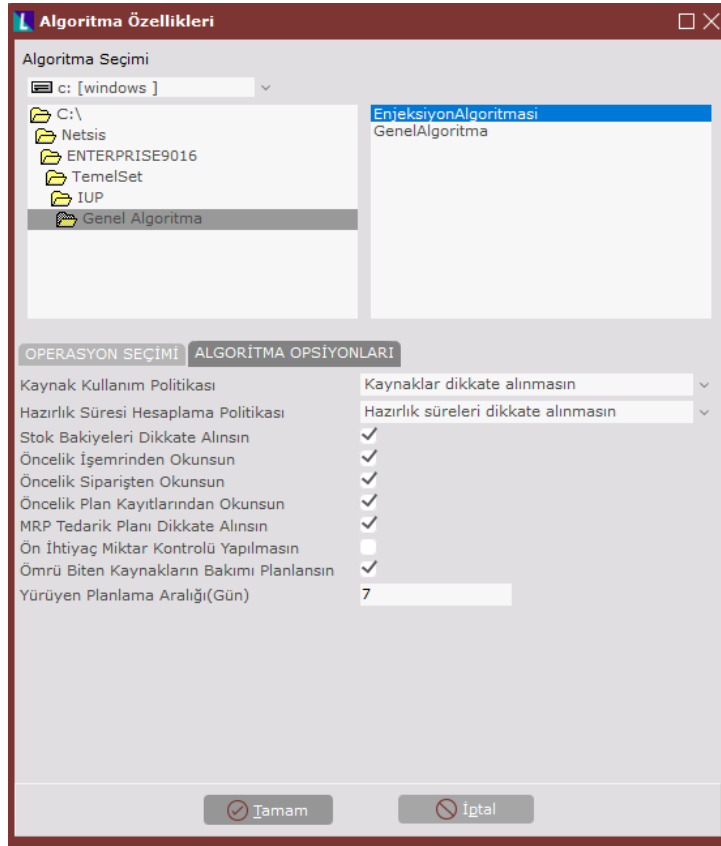 Algoritma Özellikleri
Algoritma Seçimi
c: [windows ]
C:\
Netsis
ENTERPRISE9016
TemelSet
IUP
Genel Algoritma
EnjeksiyonAlgoritmasi
GenelAlgoritma
OPERASYON SEÇİMİ ALGORİTMA OPSİYONLARI
Kaynak Kullanım Politikası Kaynaklar dikkate alınmasın
Hazırlık Süresi Hesaplama Politikası Hazırlık süreleri dikkate alınmasın
Stok Bakiyeleri Dikkate Alınsın
Öncelik İşemrinden Okunsun
Öncelik Siparişten Okunsun
Öncelik Plan Kayıtlarından Okunsun
MRP Tedarik Planı Dikkate Alınsın
Ön İhtiyaç Miktar Kontrolü Yapılmasın
Ömrü Biten Kaynakların Bakımı Planlansın
Yürüyen Planlama Aralığı(Gün) 7
Tamam İptal